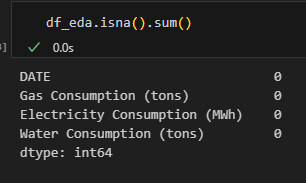 df_eda.isna().sum()
0.0s
DATE 0
Gas Consumption (tons) 0
Electricity Consumption (MWh) 0
Water Consumption (tons) 0
dtype: int64